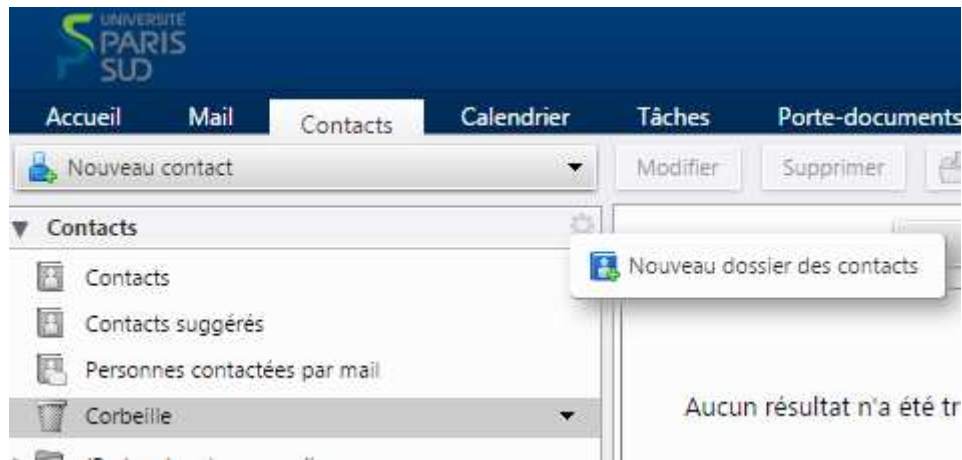 UNIVERSITÉ
PARIS
SUD
Accueil Mail Contacts Calendrier Tâches Porte-documents
Nouveau contact Modifier Supprimer
Contacts
Nouveau dossier des contacts
Contacts
Contacts suggérés
Personnes contactées par mail
Corbeille
Aucun résultat n'a été tr